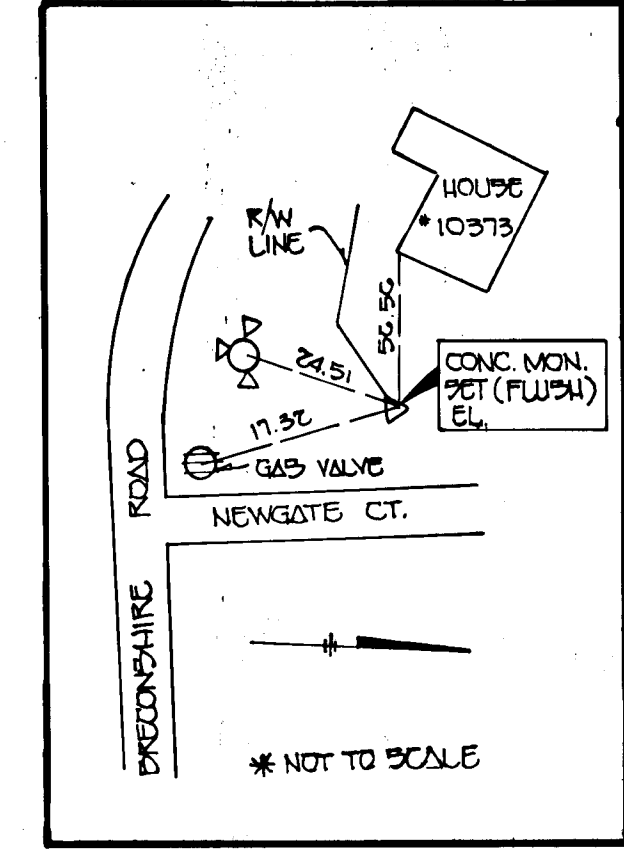 HOUSE
*10373
R/W
LINE
56.56
24.51
CONC. MON.
SET (FLUSH)
EL.
17.32
GAS VALVE
NEWGATE CT.
BRECONSHIRE ROAD
* NOT TO SCALE